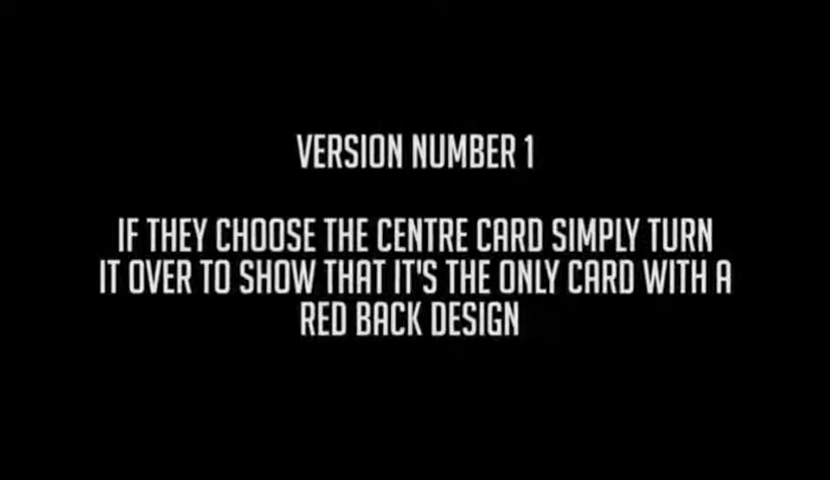 VERSION NUMBER 1
IF THEY CHOOSE THE CENTRE CARD SIMPLY TURN
IT OVER TO SHOW THAT IT'S THE ONLY CARD WITH A
RED BACK DESIGN